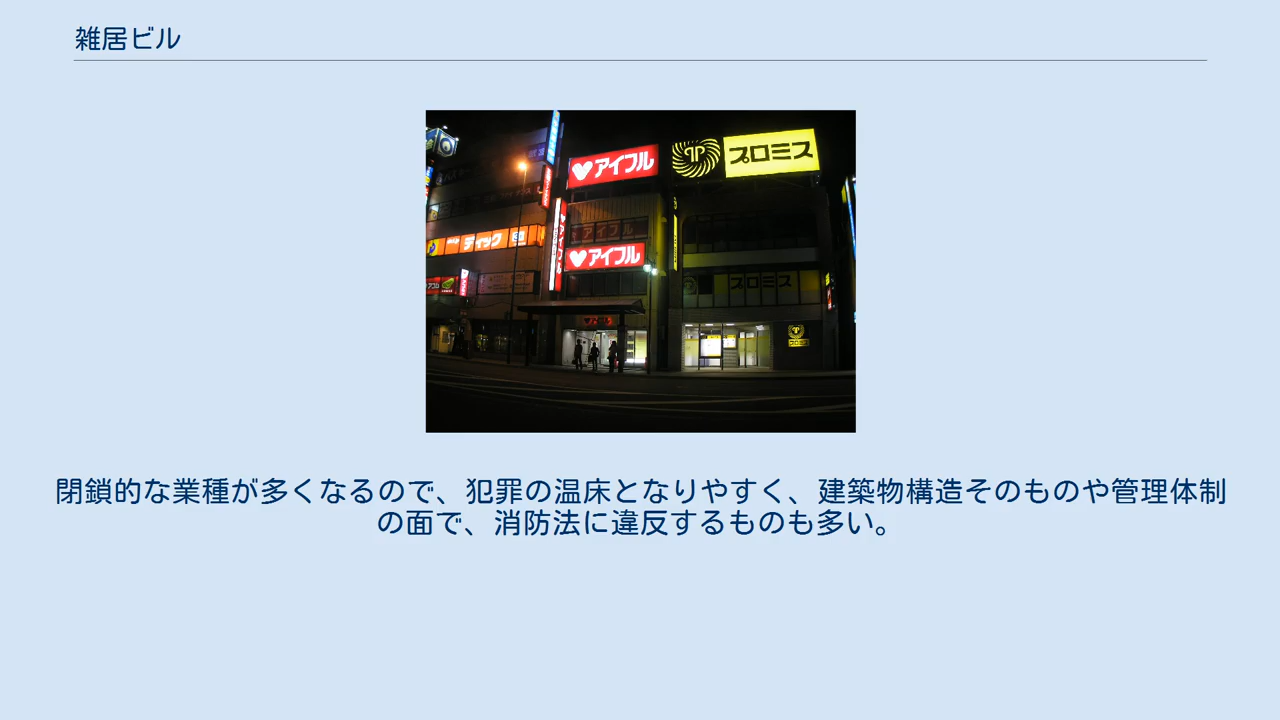 雑居ビル
アイフル
プロミス
アイフル
ディック
アイフル
アイフル
プロミス
閉鎖的な業種が多くなるので、犯罪の温床となりやすく、建築物構造そのものや管理体制
の面で、消防法に違反するものも多い。